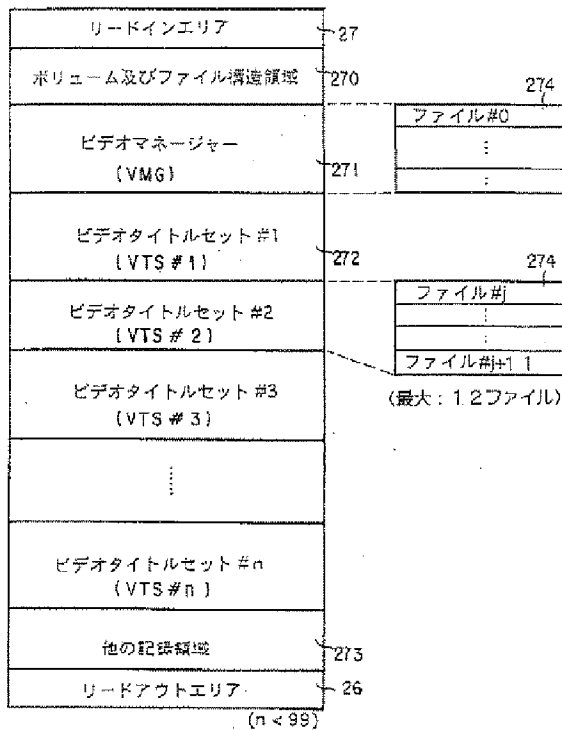 リードインエリア
27
ボリューム及びファイル構造領域
270
ビデオマネージャー
(VMG)
271
274
ファイル#0
⋮
:
ビデオタイトルセット #1
(VTS #1)
272
ビデオタイトルセット #2
(VTS # 2)
274
ファイル#j
⋮
⋮
ファイル#j+11
(最大:12ファイル)
ビデオタイトルセット #3
(VTS # 3)
⋮
ビデオタイトルセット #n
(VTS #n)
他の記録領域
273
リードアウトエリア
26
(n<99)